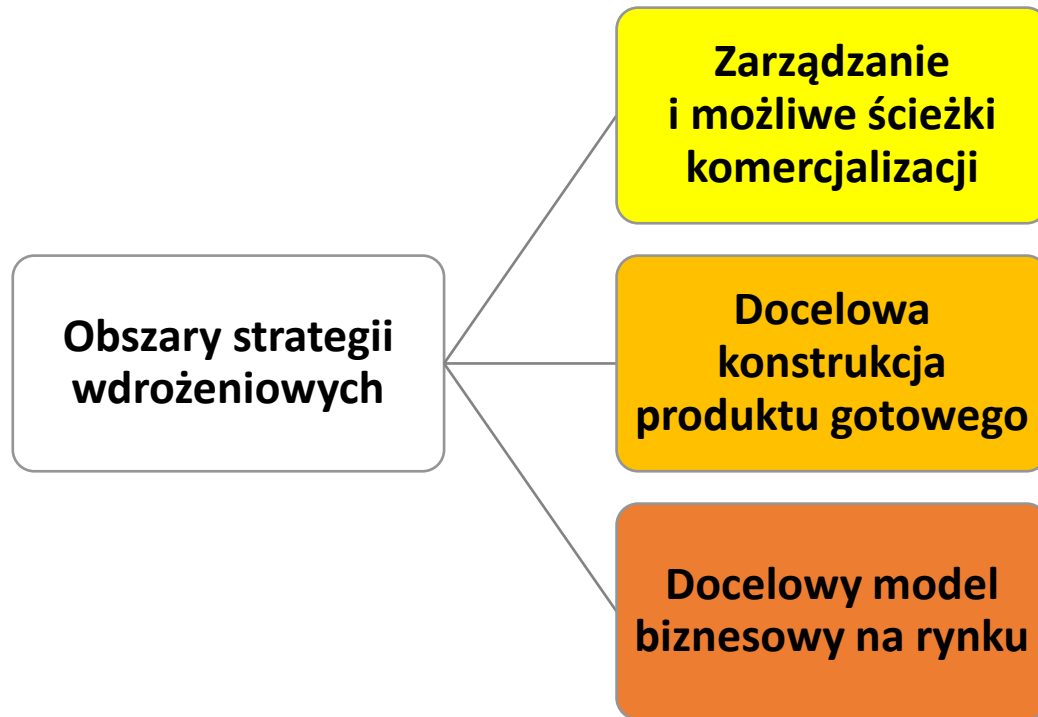 Zarządzanie
i możliwe ścieżki
komercjalizacji
Obszary strategii
wdrożeniowych
Docelowa
konstrukcja
produktu gotowego
Docelowy model
biznesowy na rynku